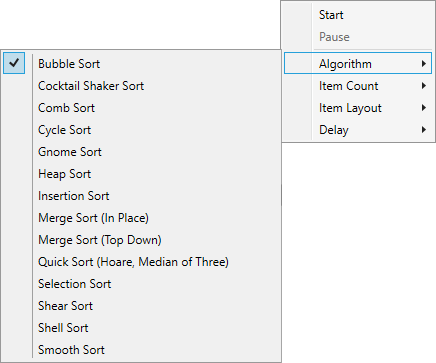 Start
Pause
Algorithm
Item Count
Item Layout
Delay
Bubble Sort
Cocktail Shaker Sort
Comb Sort
Cycle Sort
Gnome Sort
Heap Sort
Insertion Sort
Merge Sort (In Place)
Merge Sort (Top Down)
Quick Sort (Hoare, Median of Three)
Selection Sort
Shear Sort
Shell Sort
Smooth Sort